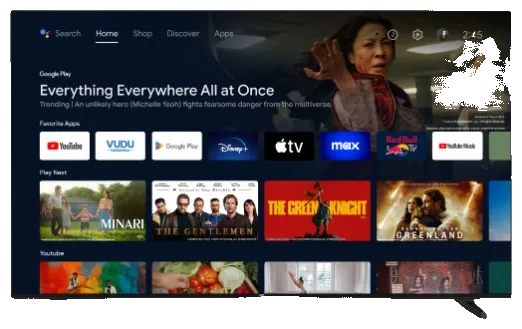 Search Home Shop Discover Apps 2:45
Google Play
Everything Everywhere All at Once
Trending | An unlikely hero (Michelle Yeoh) fights fearsome danger from the multiverse.
Favorite Apps
YouTube VUDU Google Play Disney+ tv max Red Bull TV YouTube Music
Play Next
MINARI
THE GENTLEMEN
THE GREEN KNIGHT
GREENLAND
Youtube